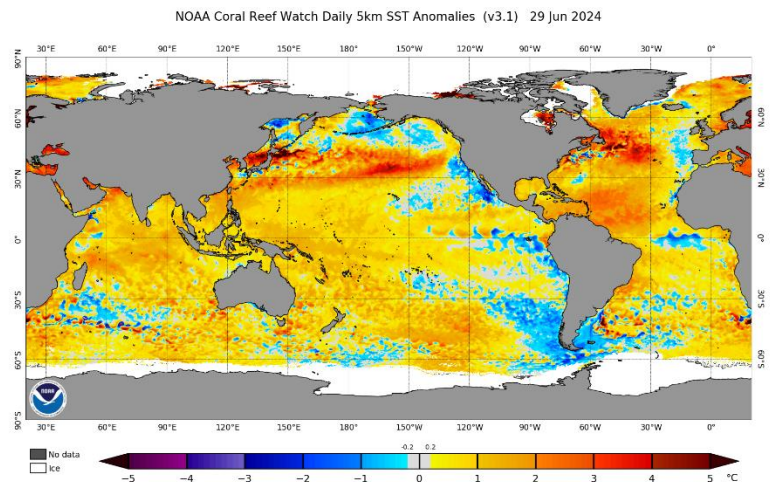 NOAA Coral Reef Watch Daily 5km SST Anomalies (v3.1) 29 Jun 2024
30°E 60°E 90°E 120°E 150°E 180° 150°W 120°W 90°W 60°W 30°W 0°
90°N
60°N 60°N
30°N 30°N
0° 0°
30°S 30°S
60°S 60°S
NOAA
90°S
30°E 60°E 90°E 120°E 150°E 180° 150°W 120°W 90°W 60°W 30°W 0°
-0.2 0.2
No data
Ice
−5 −4 −3 −2 −1 0 1 2 3 4 5 °C